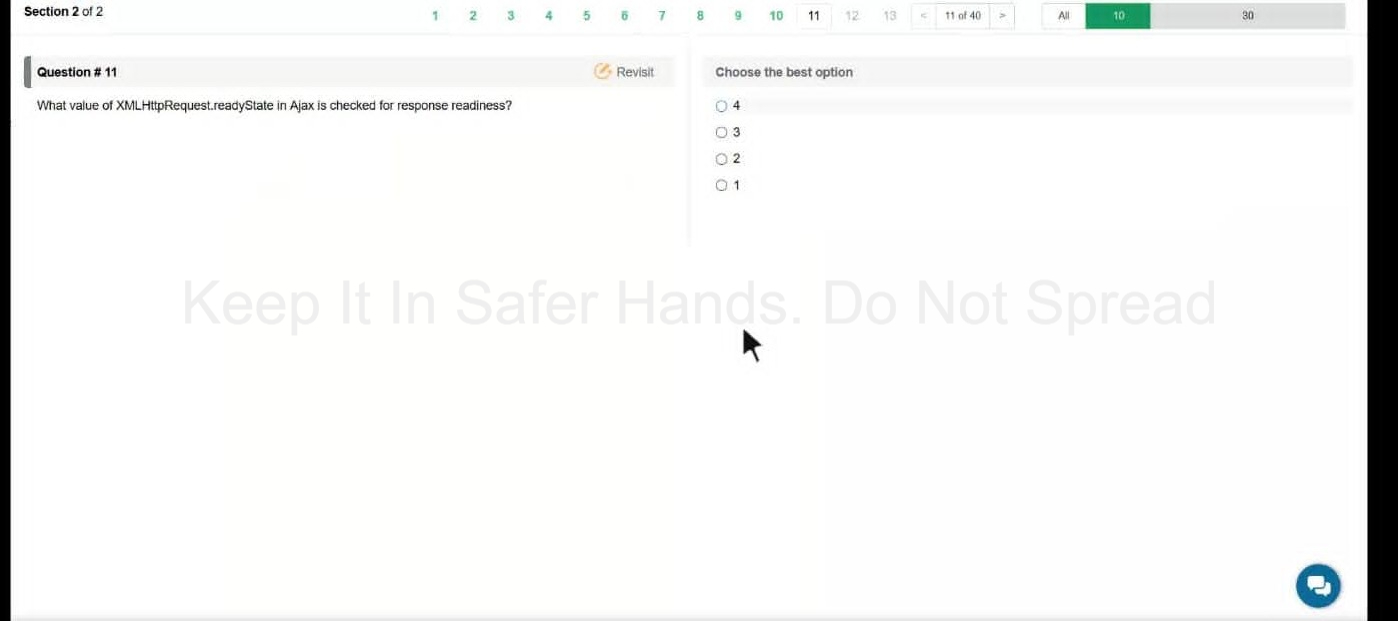 Section 2 of 2
1 2 3 4 5 6 7 8 9 10 11 12 13 < 11 of 40 > All 10 30
Question # 11
Revisit
What value of XMLHttpRequest.readyState in Ajax is checked for response readiness?
Choose the best option
4
3
2
1
Keep It In Safer Hands. Do Not Spread